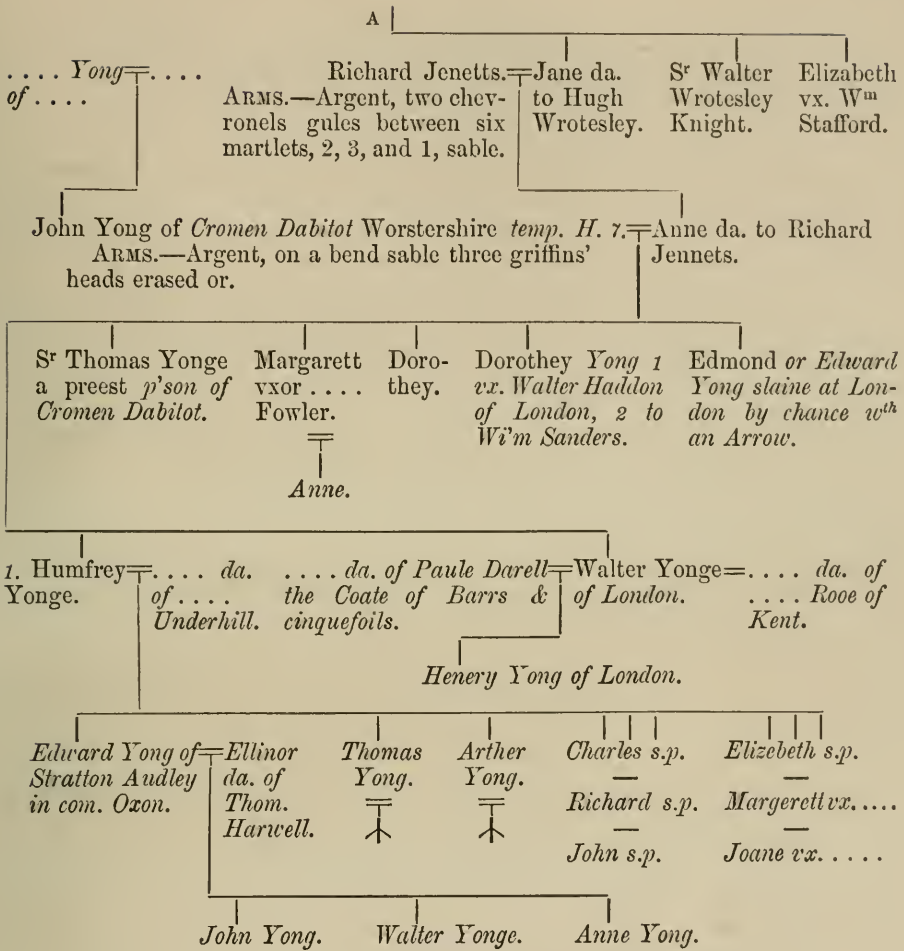 A
. . . . Yong=. . . .
of . . . .
Richard Jenetts.=Jane da.
to Hugh
Wrotesley.
ARMS.—Argent, two chev-
ronels gules between six
martlets, 2, 3, and 1, sable.
Sr Walter
Wrotesley
Knight.
Elizabeth
vx. Wm
Stafford.
John Yong of Cromen Dabitot Worstershire temp. H. 7.=Anne da. to Richard
Jennets.
ARMS.—Argent, on a bend sable three griffins'
heads erased or.
Sr Thomas Yonge
a preest p'son of
Cromen Dabitot.
Margarett
vxor . . . .
Fowler.
Anne.
Doro-
they.
Dorothey Yong 1
vx. Walter Haddon
of London, 2 to
Wi'm Sanders.
Edmond or Edward
Yong slaine at Lon-
don by chance wth
an Arrow.
1. Humfrey=. . . . da.
Yonge.
of . . . .
Underhill.
. . . . da. of Paule Darell=Walter Yonge=. . . . da. of
the Coate of Barrs &
cinquefoils.
of London.
. . . . Rooe of
Kent.
Henery Yong of London.
Edward Yong of=Ellinor
Stratton Audley
in com. Oxon.
da. of
Thom.
Harwell.
Thomas
Yong.
Arther
Yong.
Charles s.p.
—
Richard s.p.
—
John s.p.
Elizebeth s.p.
—
Margerett vx. . . . .
—
Joane vx. . . . . .
John Yong.
Walter Yonge.
Anne Yong.